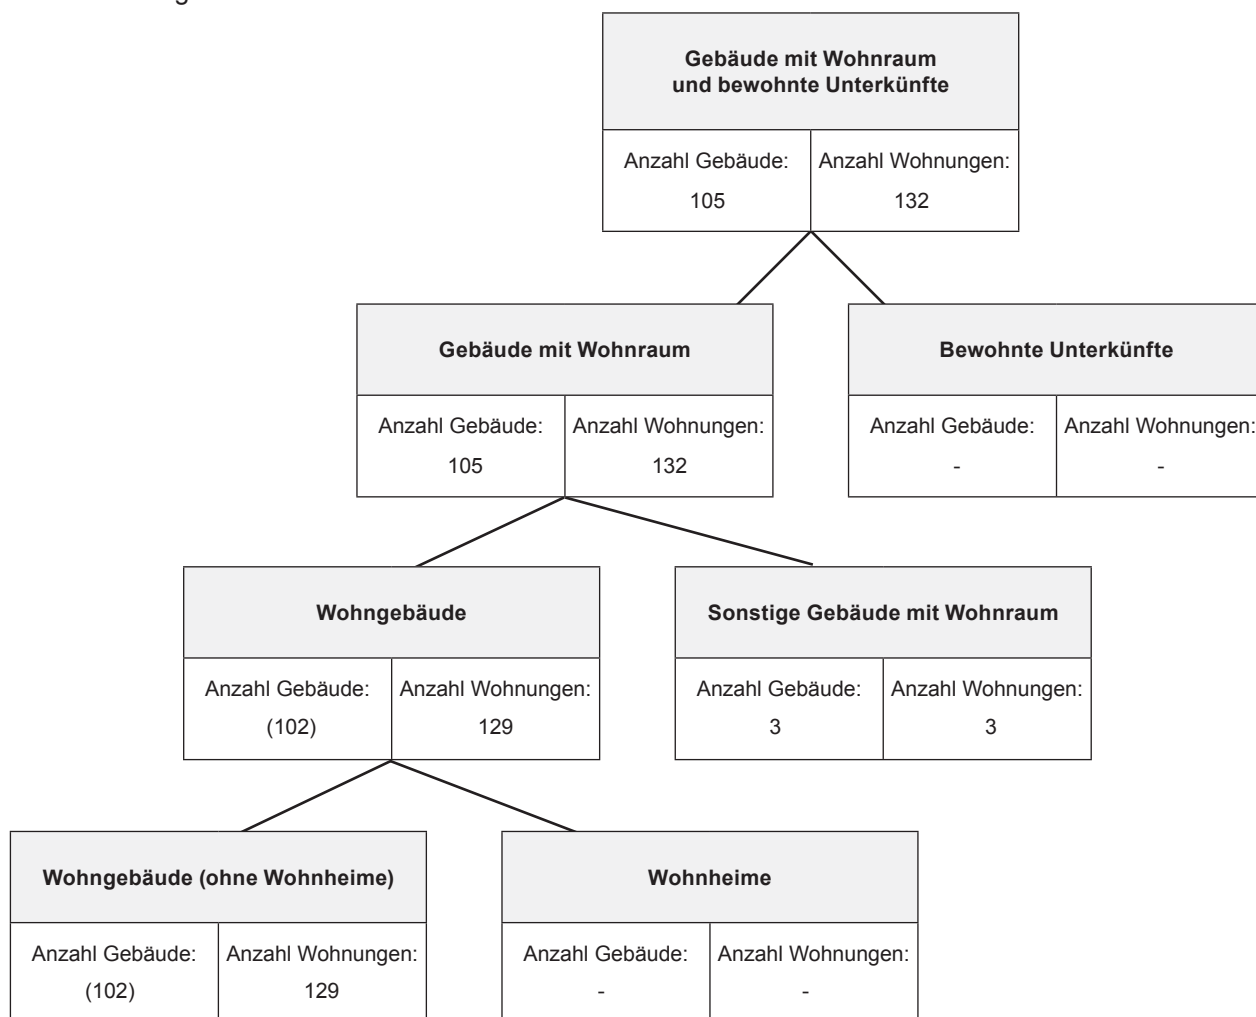 Gebäude mit Wohnraum
und bewohnte Unterkünfte
Anzahl Gebäude: Anzahl Wohnungen:
105 132
Gebäude mit Wohnraum
Anzahl Gebäude: Anzahl Wohnungen:
105 132
Bewohnte Unterkünfte
Anzahl Gebäude: Anzahl Wohnungen:
- -
Wohngebäude
Anzahl Gebäude: Anzahl Wohnungen:
(102) 129
Sonstige Gebäude mit Wohnraum
Anzahl Gebäude: Anzahl Wohnungen:
3 3
Wohngebäude (ohne Wohnheime)
Anzahl Gebäude: Anzahl Wohnungen:
(102) 129
Wohnheime
Anzahl Gebäude: Anzahl Wohnungen:
- -